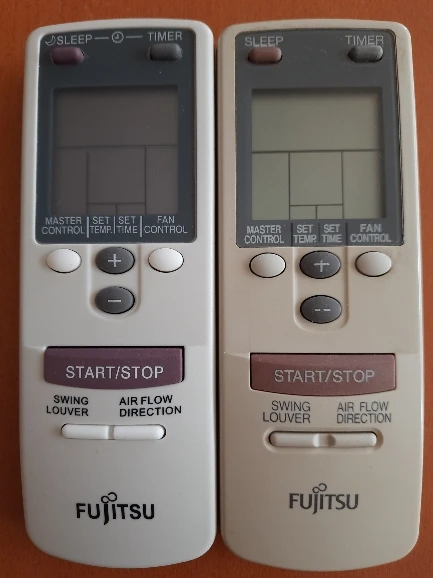 SLEEP TIMER
MASTER CONTROL SET TEMP. SET TIME FAN CONTROL
+
-
START/STOP
SWING LOUVER AIR FLOW DIRECTION
FUJITSU
SLEEP TIMER
MASTER CONTROL SET TEMP. SET TIME FAN CONTROL
+
--
START/STOP
SWING LOUVER AIR FLOW DIRECTION
FUJITSU